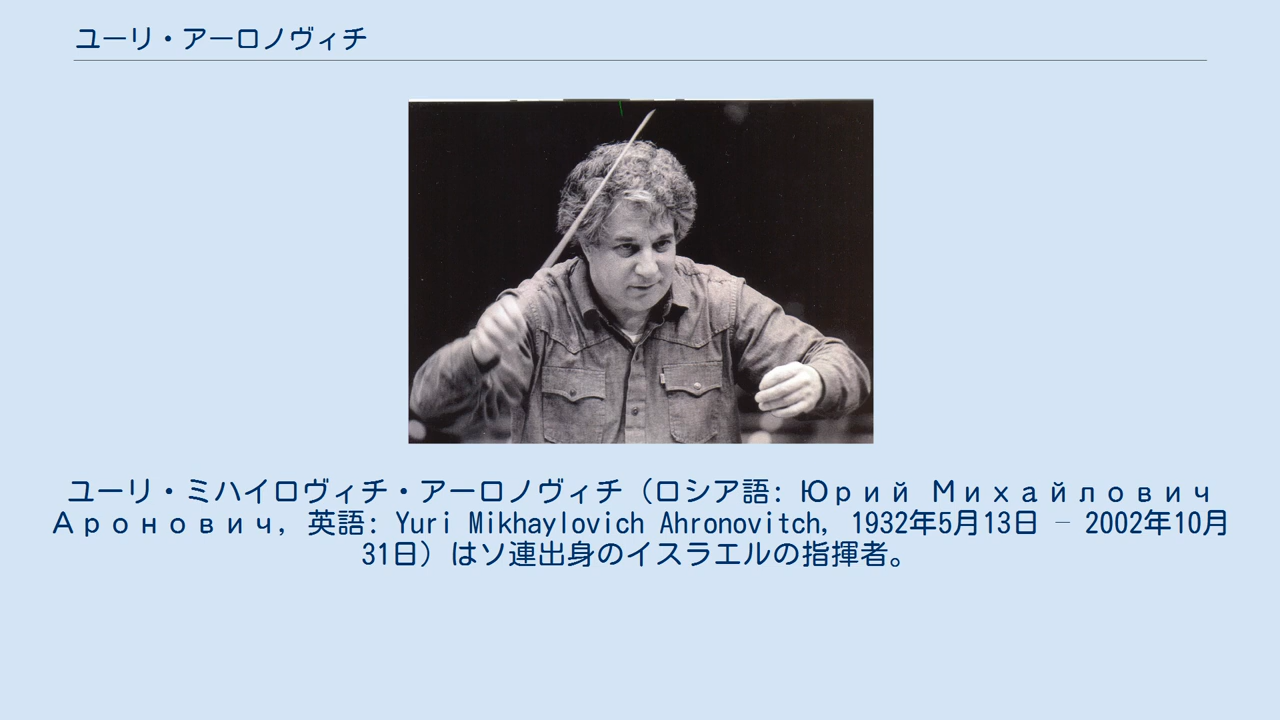 ユーリ・アーロノヴィチ
ユーリ・ミハイロヴィチ・アーロノヴィチ（ロシア語: Юрий Михайлович
Аронович, 英語: Yuri Mikhaylovich Ahronovitch, 1932年5月13日 – 2002年10月
31日）はソ連出身のイスラエルの指揮者。